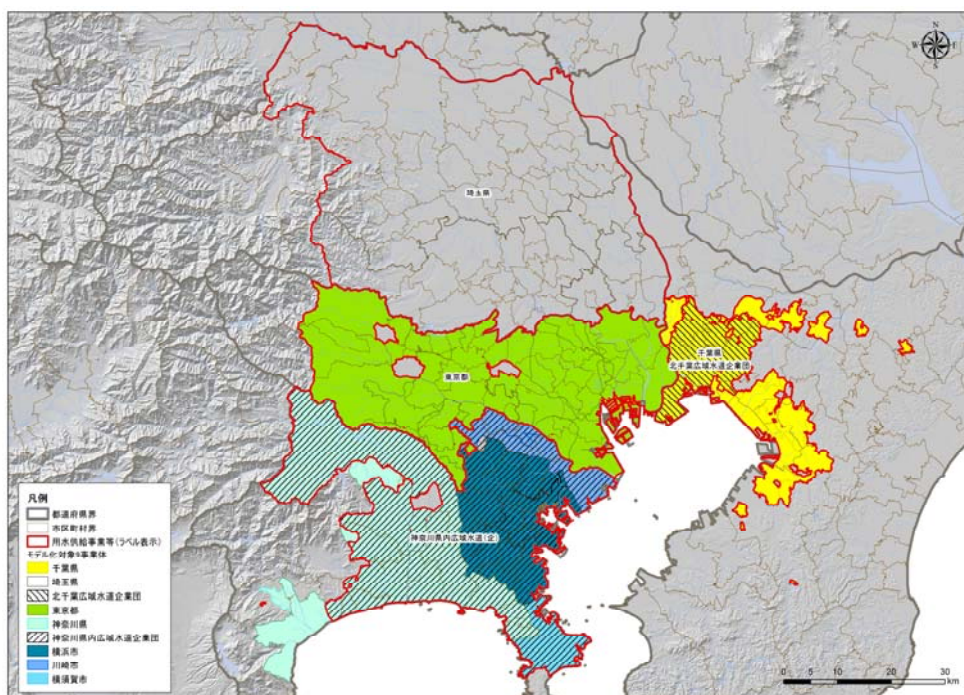 N
W E
S
埼玉県
千葉県
北千葉広域水道企業団
東京都
神奈川県内広域水道(企)
凡例
都道府県界
市区町村界
用水供給事業等(ラベル表示)
モデル化対象9事業体
千葉県
埼玉県
北千葉広域水道企業団
東京都
神奈川県
神奈川県内広域水道企業団
横浜市
川崎市
横須賀市
0 5 10 20 30
km